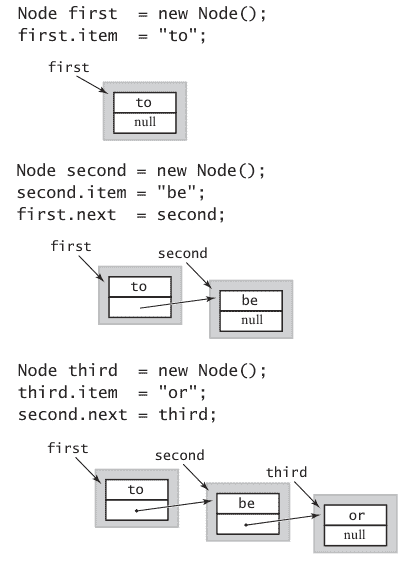 Node first  = new Node();
first.item  = "to";
first
to
null
Node second = new Node();
second.item = "be";
first.next  = second;
first
second
to
be
null
Node third  = new Node();
third.item  = "or";
second.next = third;
first
second
third
to
be
or
null